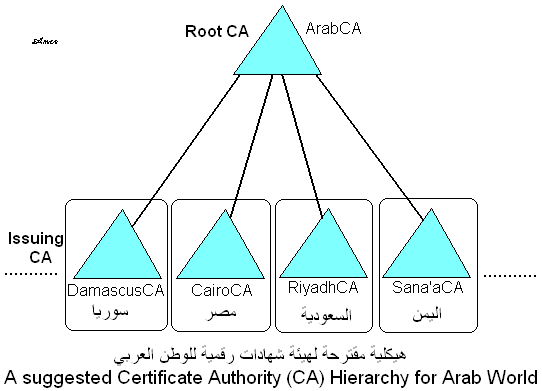 Root CA
ArabCA
Issuing
CA
DamascusCA
CairoCA
RiyadhCA
Sana'aCA
سوريا
مصر
السعودية
اليمن
هيكلية مقترحة لهيئة شهادات رقمية للوطن العربي
A suggested Certificate Authority (CA) Hierarchy for Arab World